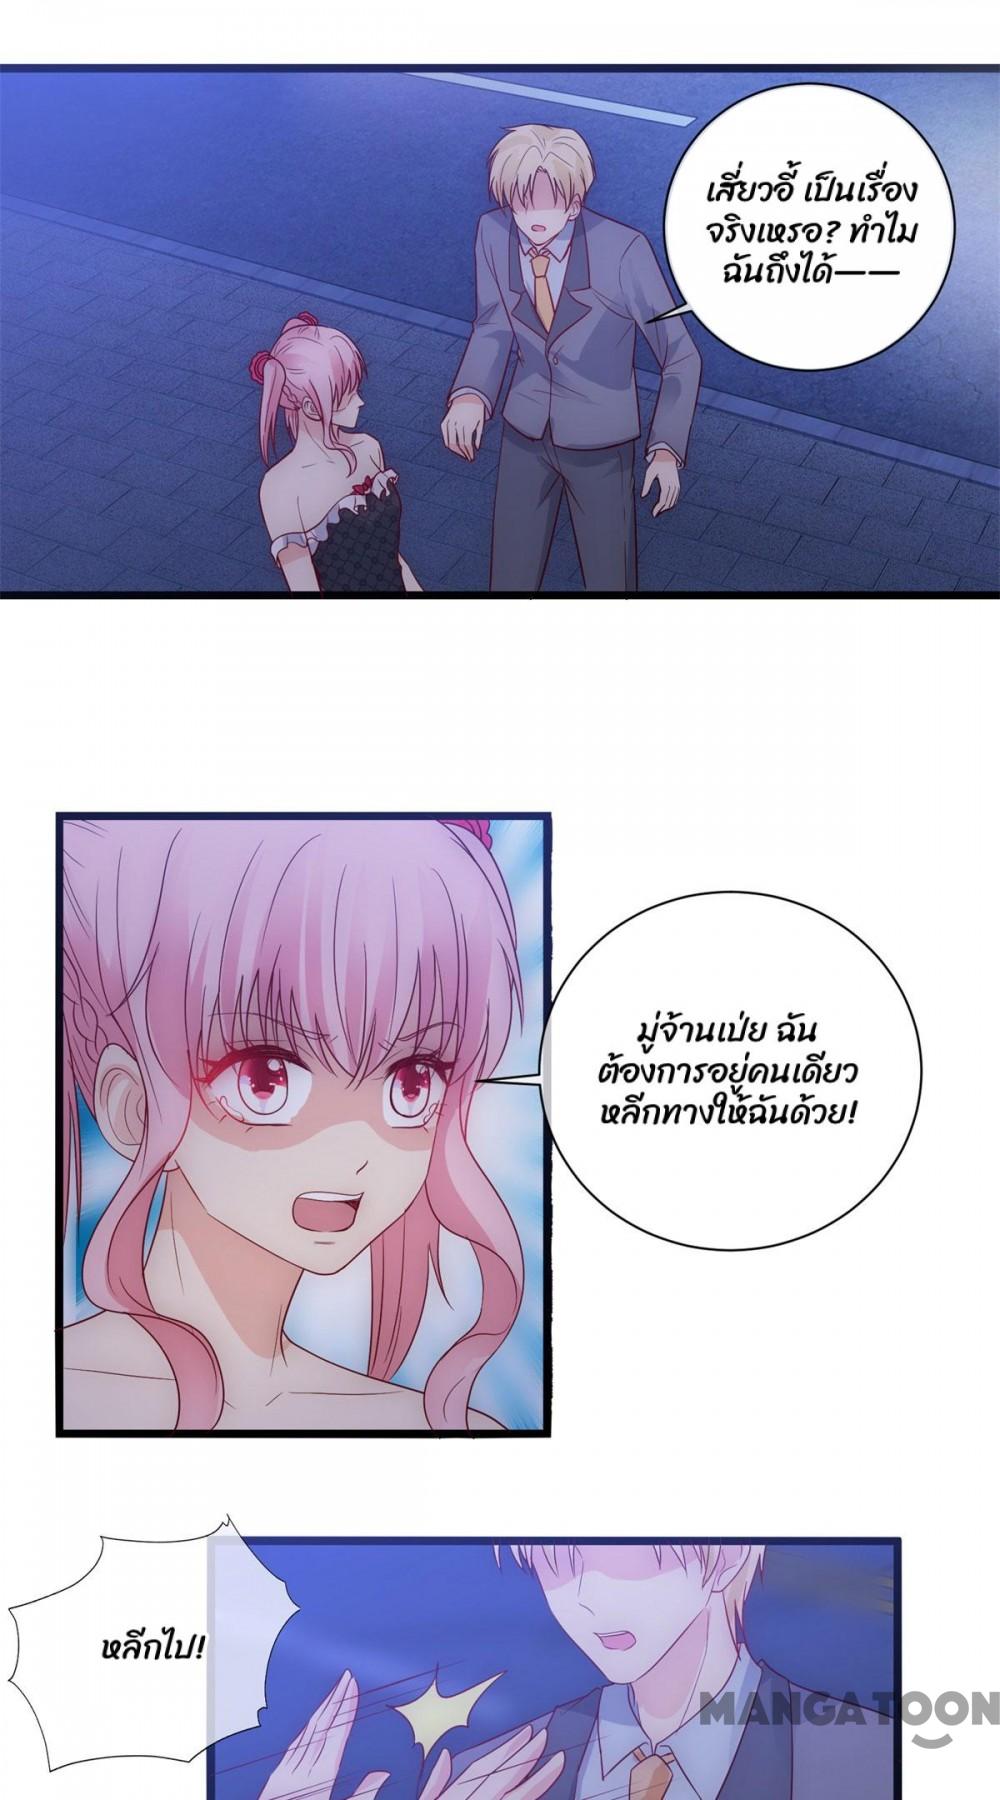 เสี่ยวอี้ เป็นเรื่อง
จริงเหรอ? ทำไม
ฉันถึงได้——
มู่จ้านเป่ย ฉัน
ต้องการอยู่คนเดียว
หลีกทางให้ฉันด้วย!
หลีกไป!
MANGATOON